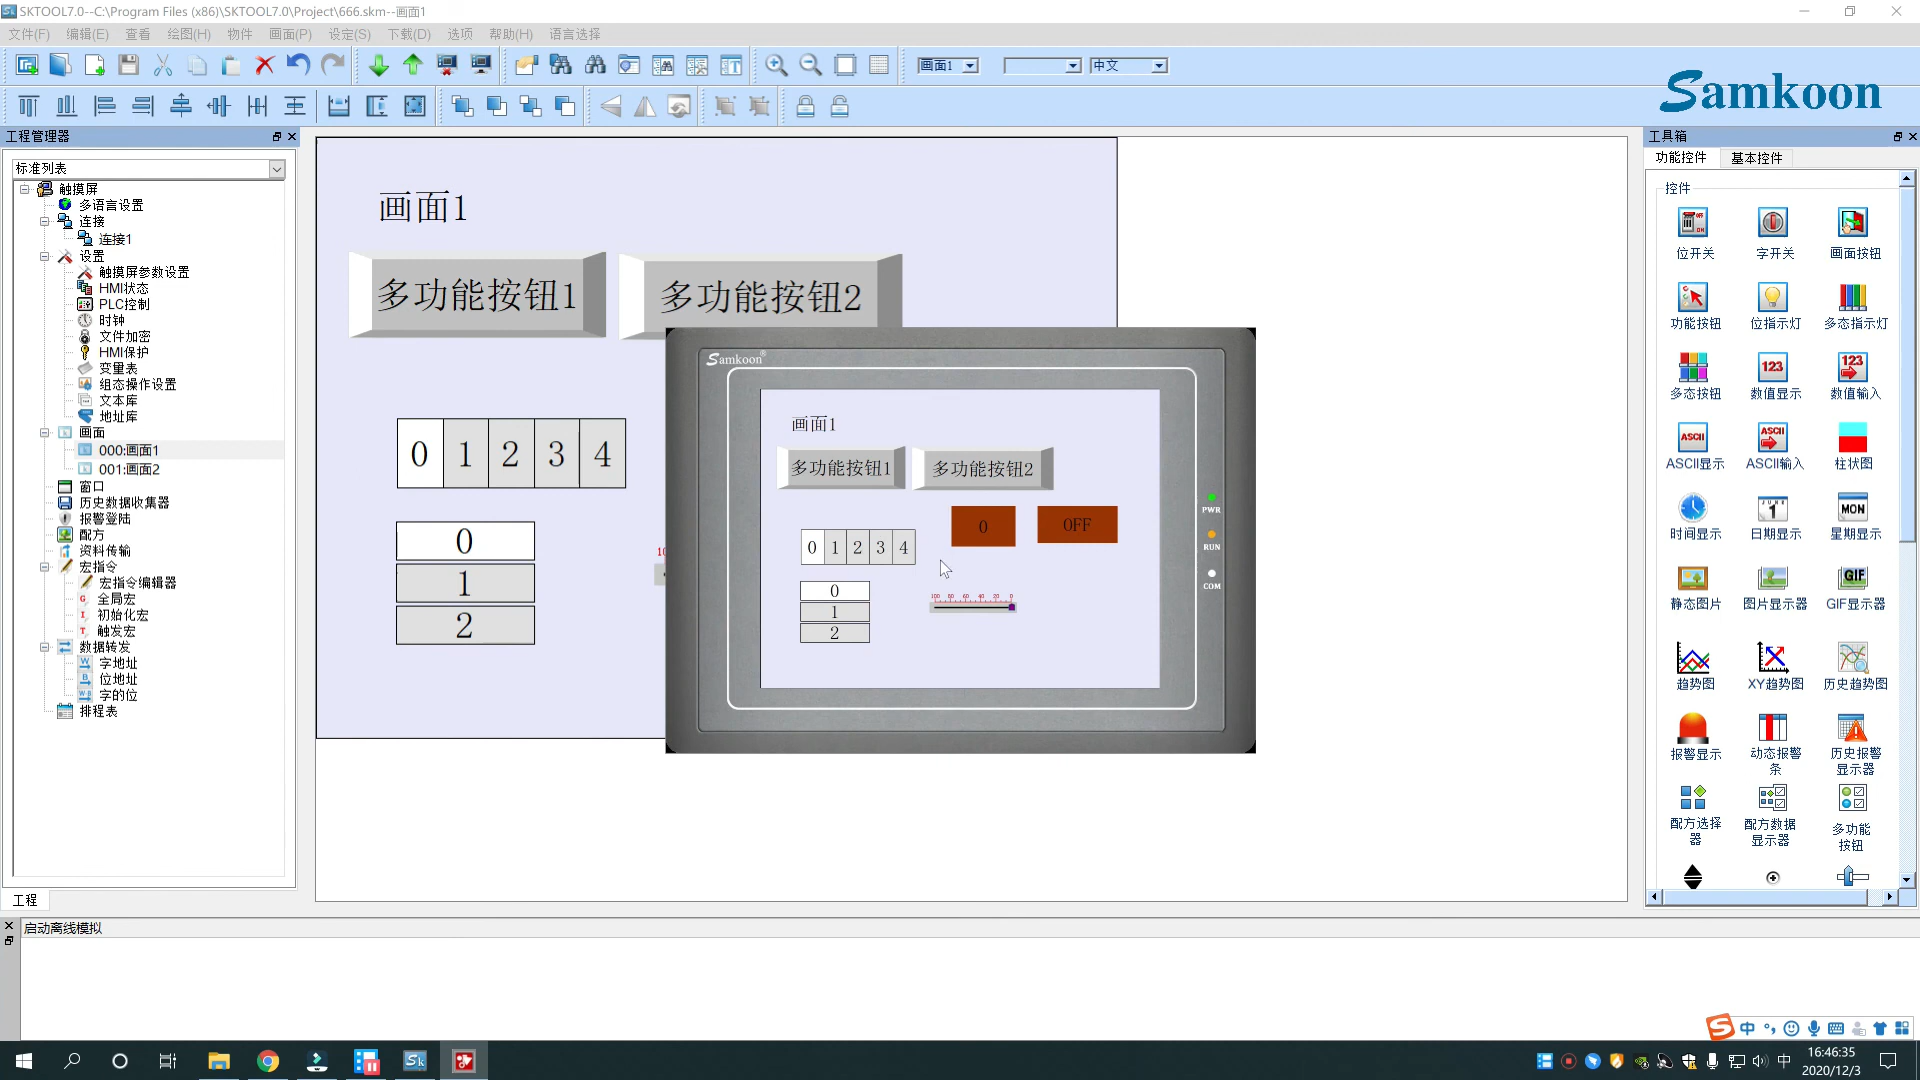 SKTOOL7.0--C:\Program Files (x86)\SKTOOL7.0\Project\666.skm--画面1
文件(F) 编辑(E) 查看 绘图(H) 物件 画面(P) 设定(S) 下载(D) 选项 帮助(H) 语言选择
画面1 中文
Samkoon
工程管理器
标准列表
触摸屏
多语言设置
连接
连接1
设置
触摸屏参数设置
HMI状态
PLC控制
时钟
文件加密
HMI保护
变量表
组态操作设置
文本库
地址库
画面
000:画面1
001:画面2
窗口
历史数据收集器
报警登陆
配方
资料传输
宏指令
宏指令编辑器
全局宏
初始化宏
触发宏
数据转发
字地址
位地址
字的位
排程表
工程
画面1
多功能按钮1 多功能按钮2
0 1 2 3 4
0
1
2
10
Samkoon®
画面1
多功能按钮1 多功能按钮2
0 OFF
0 1 2 3 4
0
1
2
100 80 60 40 20 0
PWR
RUN
COM
工具箱
功能控件 基本控件
控件
位开关 字开关 画面按钮
功能按钮 位指示灯 多态指示灯
多态按钮 数值显示 数值输入
ASCII显示 ASCII输入 柱状图
时间显示 日期显示 星期显示
静态图片 图片显示器 GIF显示器
趋势图 XY趋势图 历史趋势图
报警显示 动态报警条 历史报警显示器
配方选择器 配方数据显示器 多功能按钮
启动离线模拟
中
中
16:46:35
2020/12/3